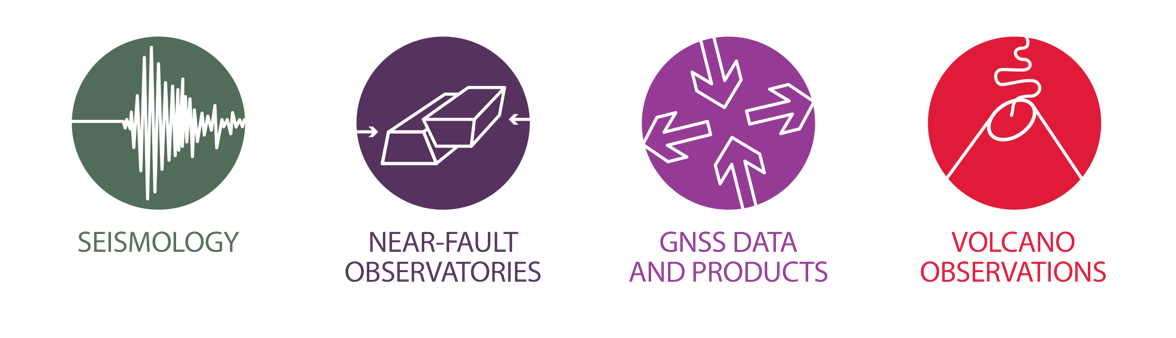 SEISMOLOGY
NEAR-FAULT
OBSERVATORIES
GNSS DATA
AND PRODUCTS
VOLCANO
OBSERVATIONS